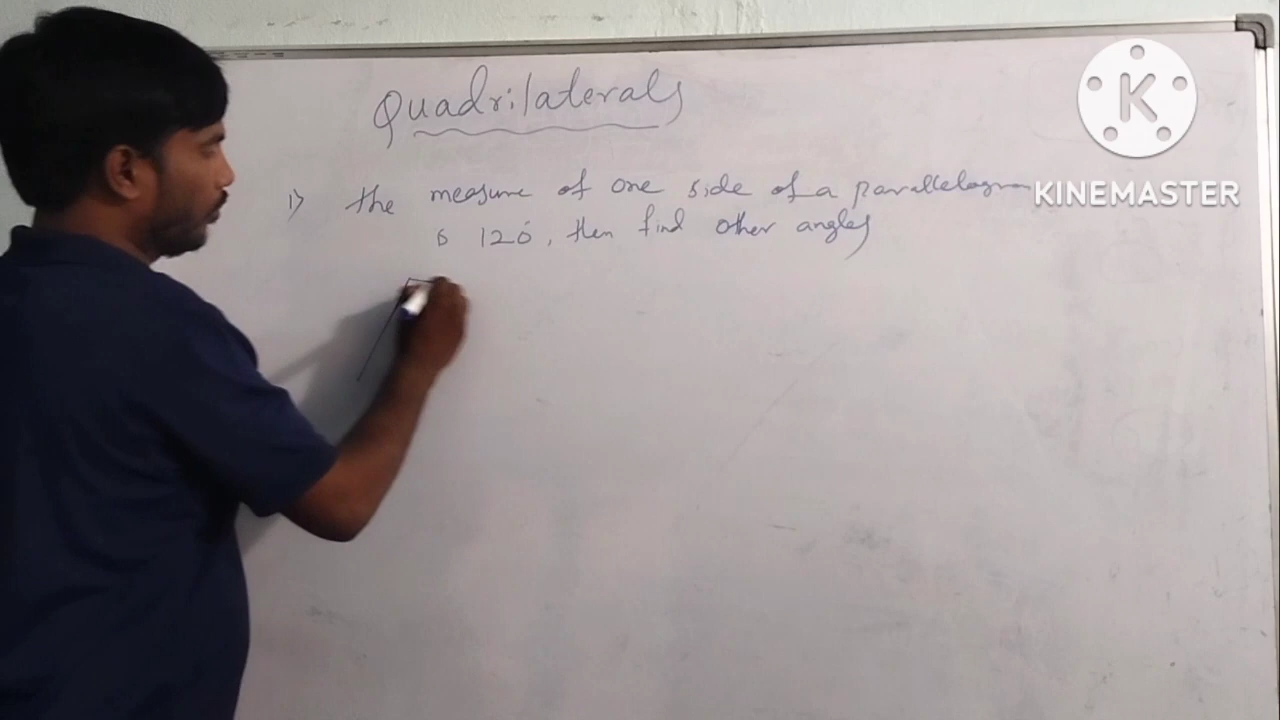 Quadrilaterals
1) the measure of one side of a parallelogram
is 120°, then find other angles
K
KINEMASTER